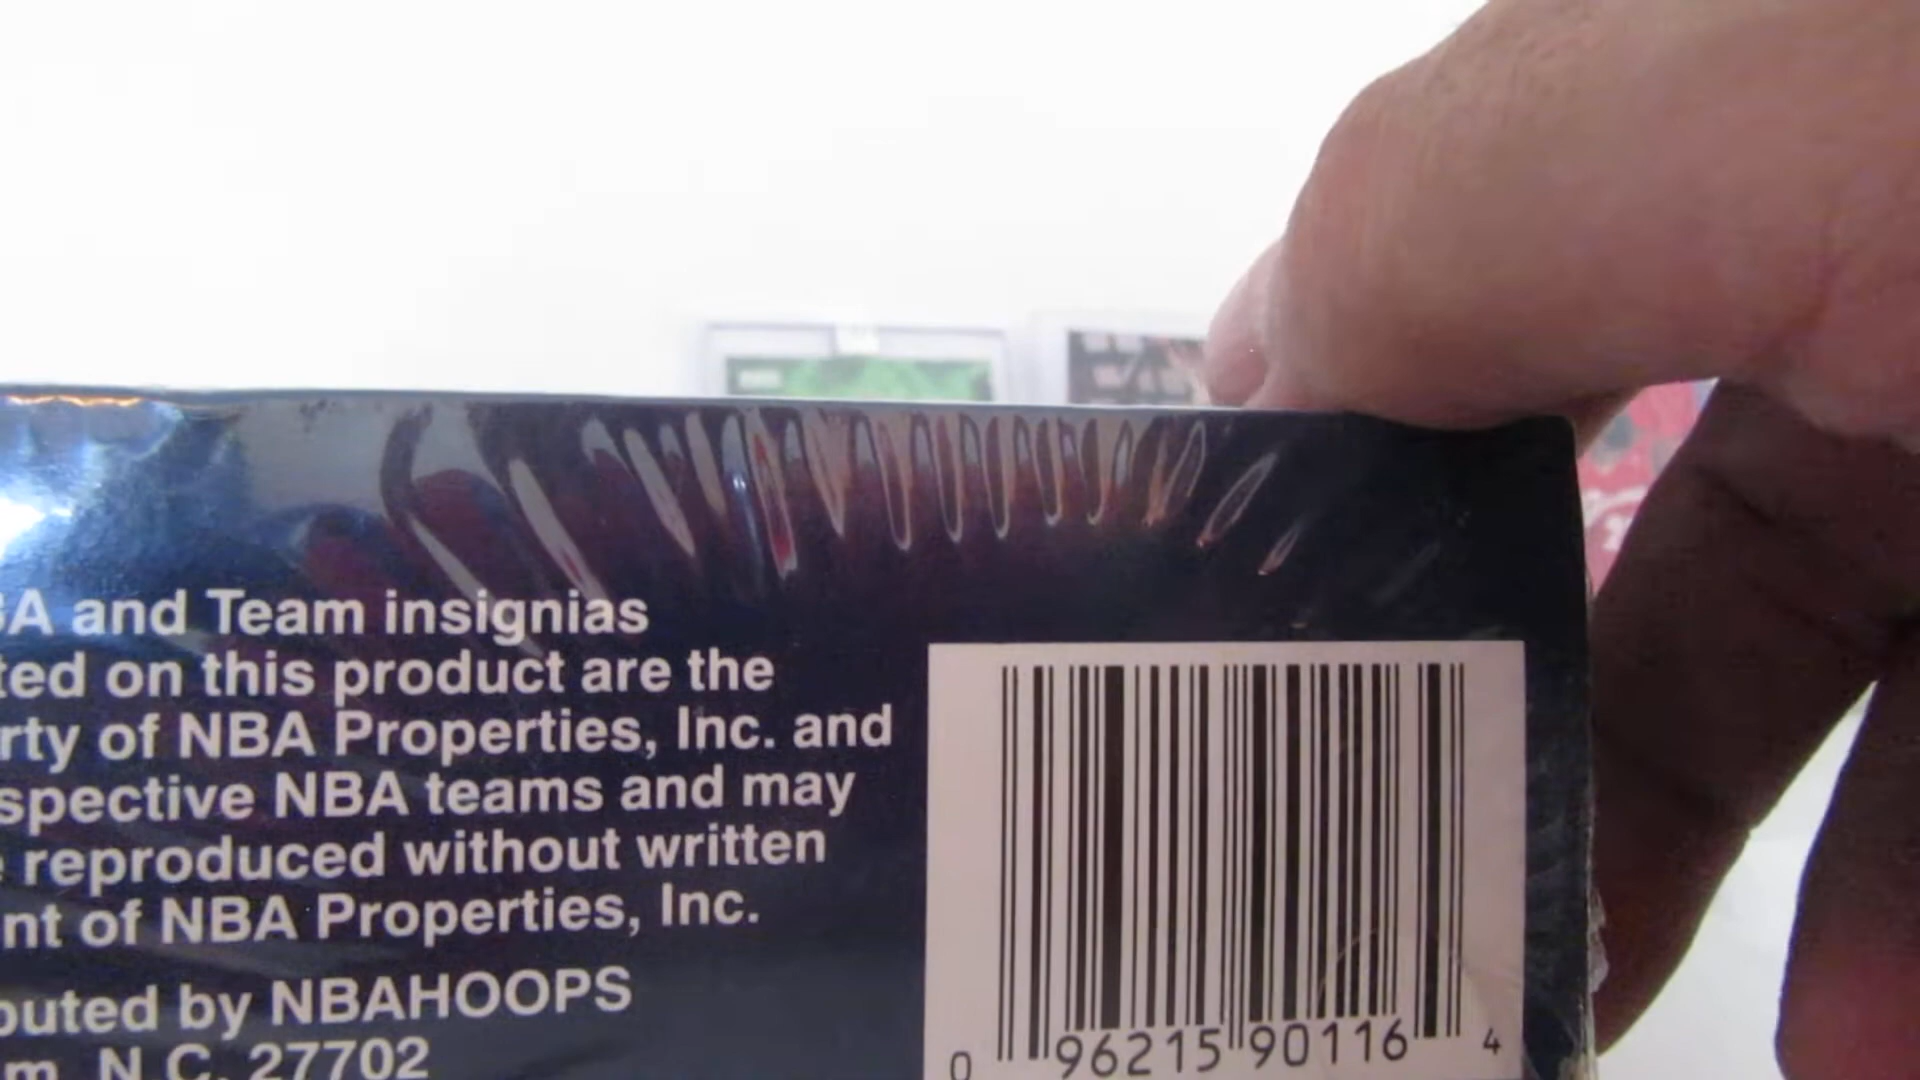 BA and Team insignias
ted on this product are the
rty of NBA Properties, Inc. and
spective NBA teams and may
e reproduced without written
nt of NBA Properties, Inc.
buted by NBAHOOPS
m, N.C. 27702
0 96215 90116 4